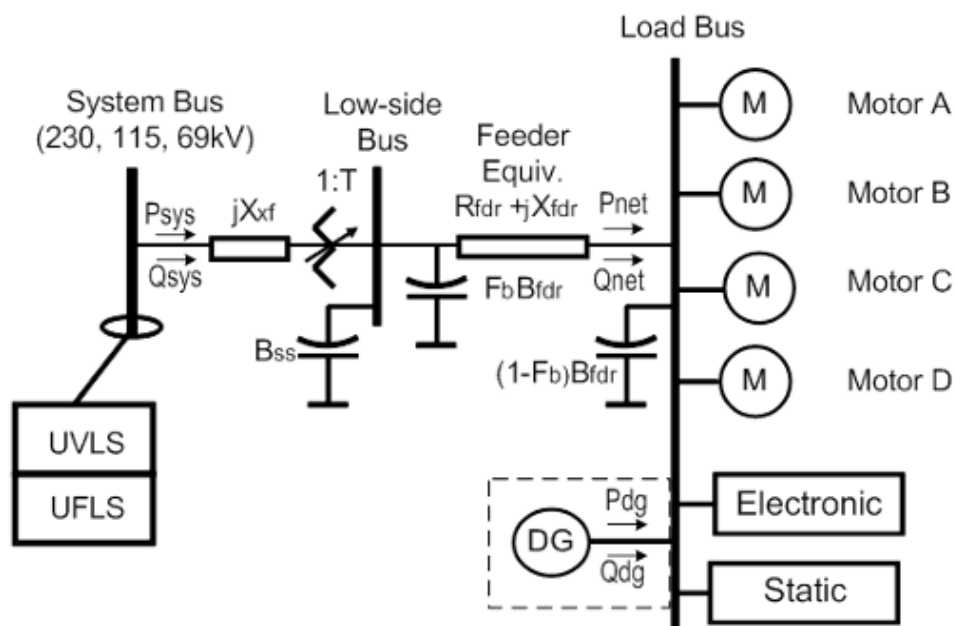 Load Bus
System Bus
(230, 115, 69kV)
Low-side
Bus
Feeder
Equiv.
Rfdr +jXfdr
1:T
jXxf
Psys
Qsys
Pnet
Qnet
FbBfdr
Bss
(1-Fb)Bfdr
M
Motor A
M
Motor B
M
Motor C
M
Motor D
UVLS
UFLS
DG
Pdg
Qdg
Electronic
Static